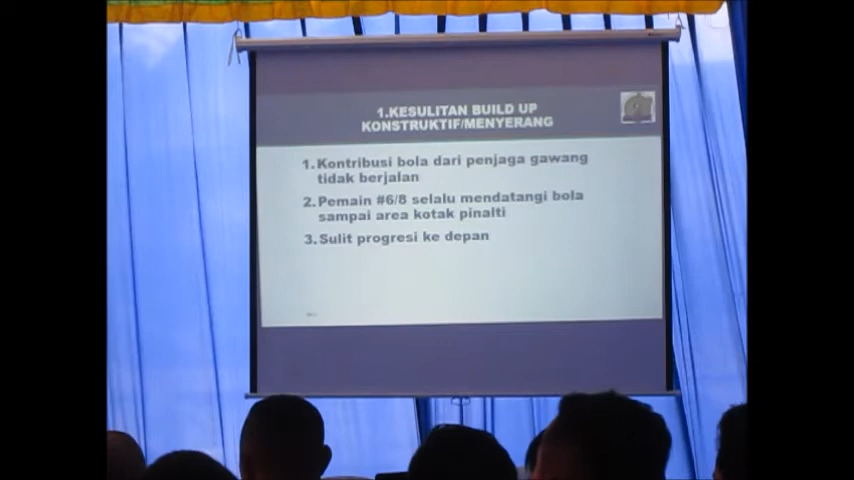 1.KESULITAN BUILD UP
KONSTRUKTIF/MENYERANG
1.Kontribusi bola dari penjaga gawang
tidak berjalan
2.Pemain #6/8 selalu mendatangi bola
sampai area kotak pinalti
3.Sulit progresi ke depan